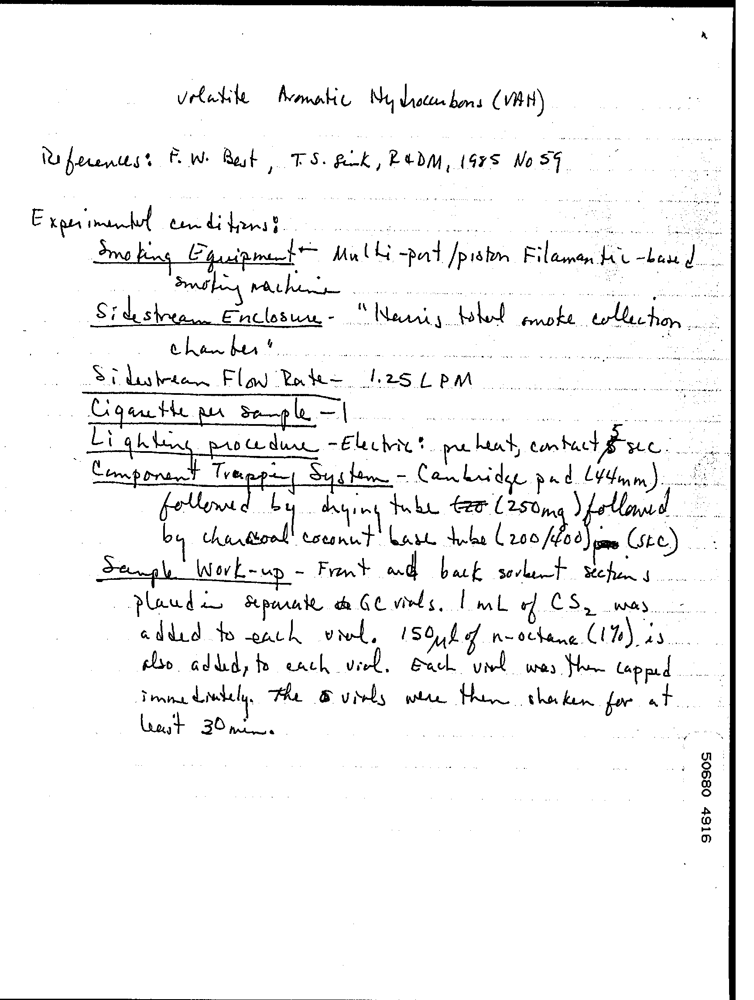 Volatile Aromatic Hydrocarbons (VAH)
References: F. W. Best, T. S. Sink, R&DM, 1985 No 59
Experimental conditions:
Smoking Equipment - Multi-port/piston Filamantic-based
smoking machine
Sidestream Enclosure - "Harris total smoke collection
chamber"
Sidestream Flow Rate - 1.25 LPM
Cigarette per sample - 1
Lighting procedure - Electric: preheat, contact 5 sec.
Component Trapping System - Cambridge pad (44mm)
followed by drying tube (250mg) followed
by charcoal coconut base tube (200/400) (SKC)
Sample Work-up - Front and back sorbent sections
placed in separate GC vials. 1 mL of CS2 was
added to each vial. 150µl of n-octane (1%) is
also added, to each vial. Each vial was then capped
immediately. The vials were then shaken for at
least 30 min.
50680 4916